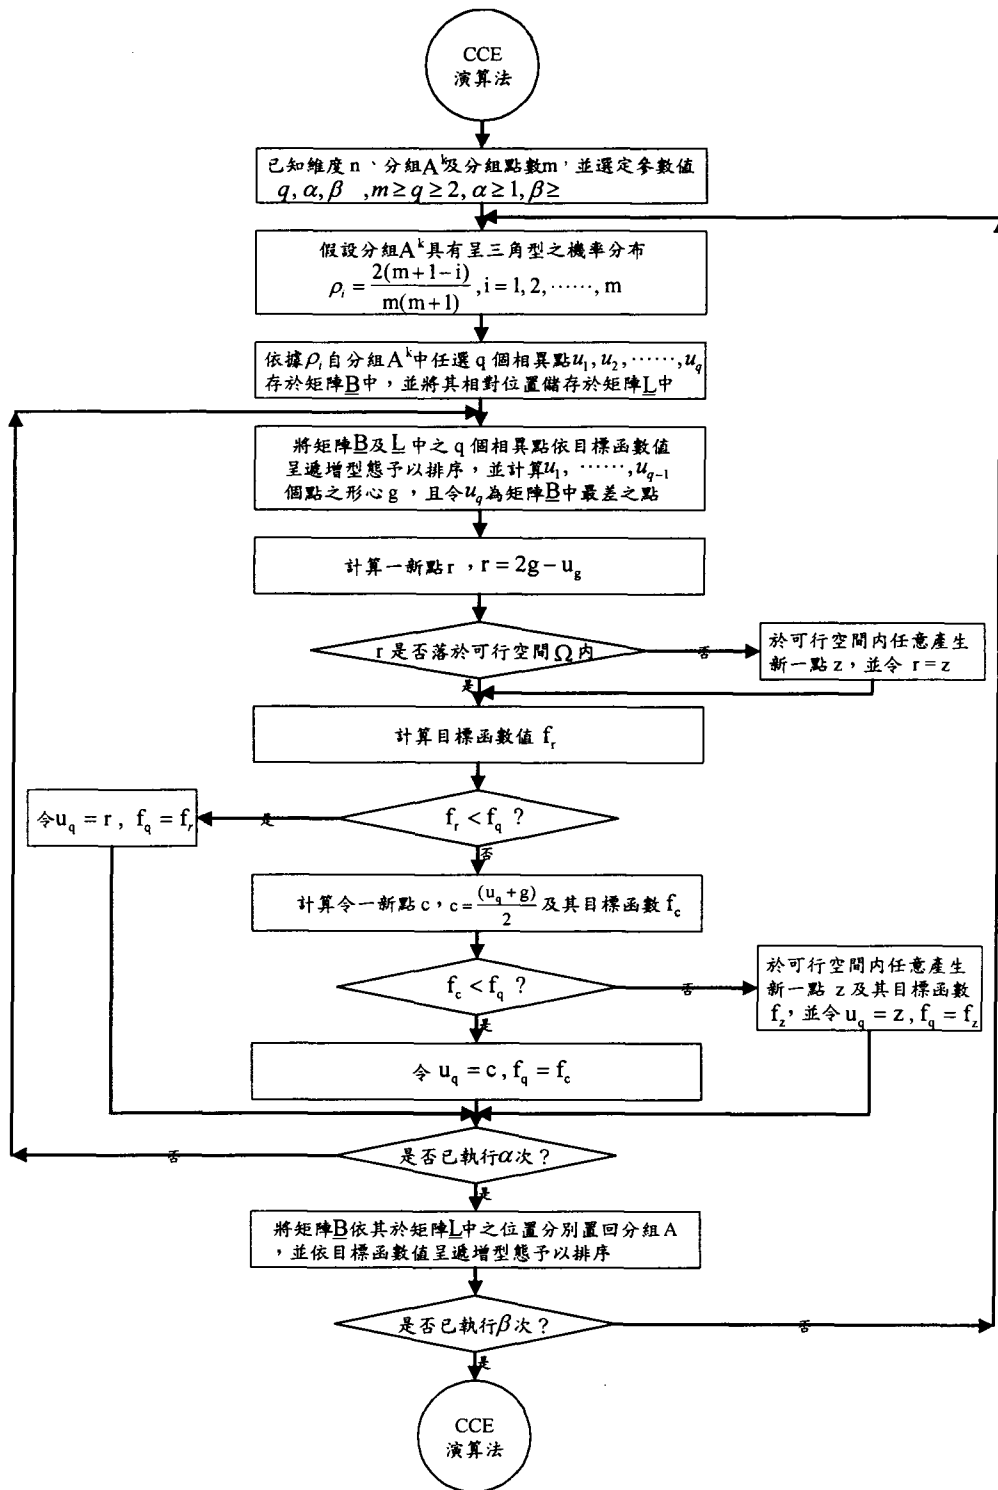 CCE
演算法
已知維度 n、分組A^k及分組點數m，並選定參數值
q, α, β , m ≥ q ≥ 2, α ≥ 1, β ≥
假設分組A^k具有呈三角型之機率分布
ρ_i = 2(m+1-i) / m(m+1) , i = 1, 2, ……, m
依據ρ_i自分組A^k中任選q個相異點u_1, u_2, ……, u_q
存於矩陣B中，並將其相對位置儲存於矩陣L中
將矩陣B及L中之q個相異點依目標函數值
呈遞增型態予以排序，並計算u_1, ……, u_{q-1}
個點之形心g，且令u_q為矩陣B中最差之點
計算一新點r，r = 2g − u_g
r 是否落於可行空間Ω內
否
於可行空間內任意產生
新一點z，並令 r = z
是
計算目標函數值 f_r
f_r < f_q ?
是
令u_q = r, f_q = f_r
否
計算令一新點c，c = (u_q + g) / 2 及其目標函數f_c
f_c < f_q ?
否
於可行空間內任意產生
新一點 z及其目標函數
f_z，並令u_q = z, f_q = f_z
是
令 u_q = c, f_q = f_c
是否已執行α次？
否
是
將矩陣B依其於矩陣L中之位置分別置回分組A
，並依目標函數值呈遞增型態予以排序
是否已執行β次？
否
是
CCE
演算法